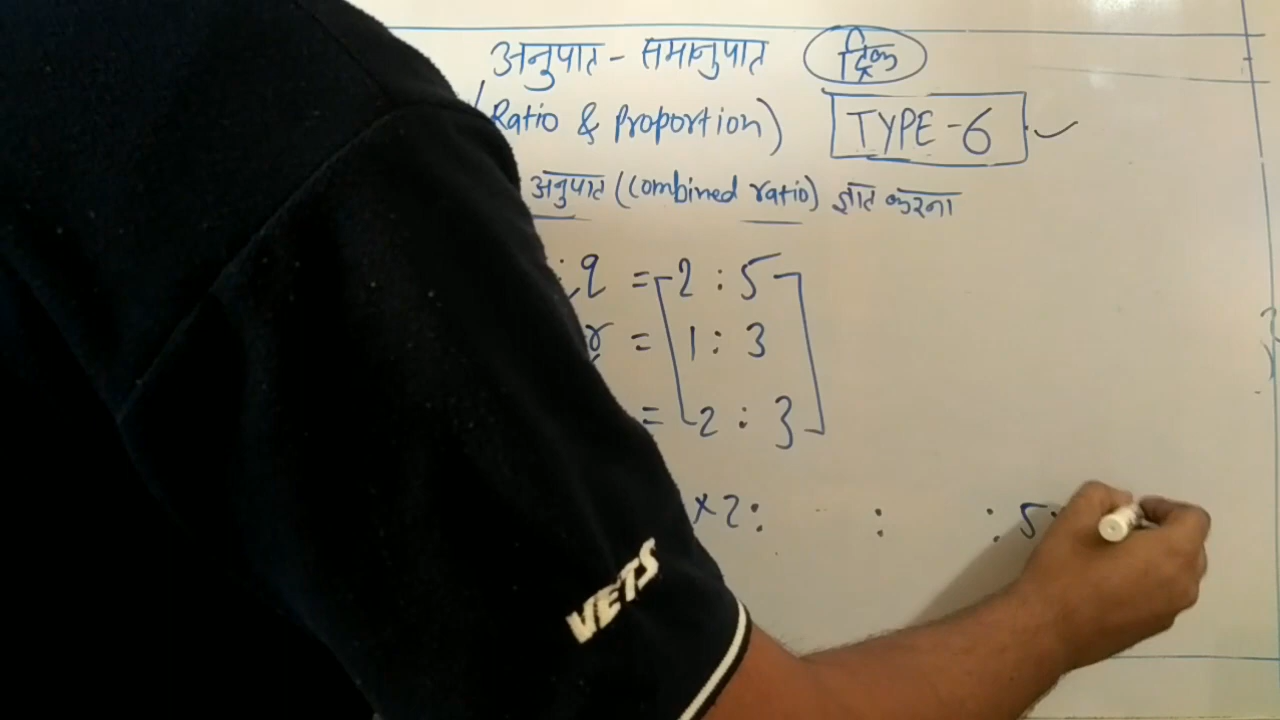 अनुपात - समानुपात ट्रिक
(Ratio & Proportion) TYPE-6
अनुपात (Combined ratio) ज्ञात करना
: q = 2 : 5
r = 1 : 3
= 2 : 3
×2: : : 5
VETS